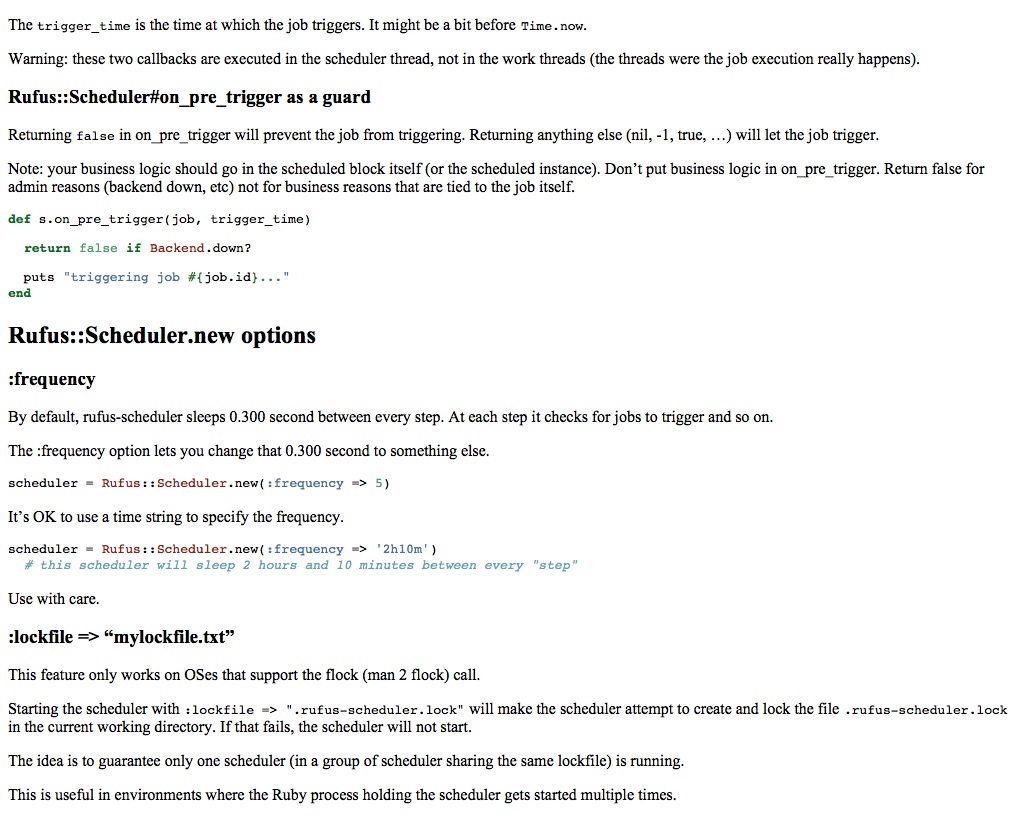 The trigger_time is the time at which the job triggers. It might be a bit before Time.now.
Warning: these two callbacks are executed in the scheduler thread, not in the work threads (the threads were the job execution really happens).
Rufus::Scheduler#on_pre_trigger as a guard
Returning false in on_pre_trigger will prevent the job from triggering. Returning anything else (nil, -1, true, …) will let the job trigger.
Note: your business logic should go in the scheduled block itself (or the scheduled instance). Don’t put business logic in on_pre_trigger. Return false for
admin reasons (backend down, etc) not for business reasons that are tied to the job itself.
def s.on_pre_trigger(job, trigger_time)
  return false if Backend.down?
  puts "triggering job #{job.id}..."
end
Rufus::Scheduler.new options
:frequency
By default, rufus-scheduler sleeps 0.300 second between every step. At each step it checks for jobs to trigger and so on.
The :frequency option lets you change that 0.300 second to something else.
scheduler = Rufus::Scheduler.new(:frequency => 5)
It’s OK to use a time string to specify the frequency.
scheduler = Rufus::Scheduler.new(:frequency => '2h10m')
  # this scheduler will sleep 2 hours and 10 minutes between every "step"
Use with care.
:lockfile => “mylockfile.txt”
This feature only works on OSes that support the flock (man 2 flock) call.
Starting the scheduler with :lockfile => ".rufus-scheduler.lock" will make the scheduler attempt to create and lock the file .rufus-scheduler.lock
in the current working directory. If that fails, the scheduler will not start.
The idea is to guarantee only one scheduler (in a group of scheduler sharing the same lockfile) is running.
This is useful in environments where the Ruby process holding the scheduler gets started multiple times.